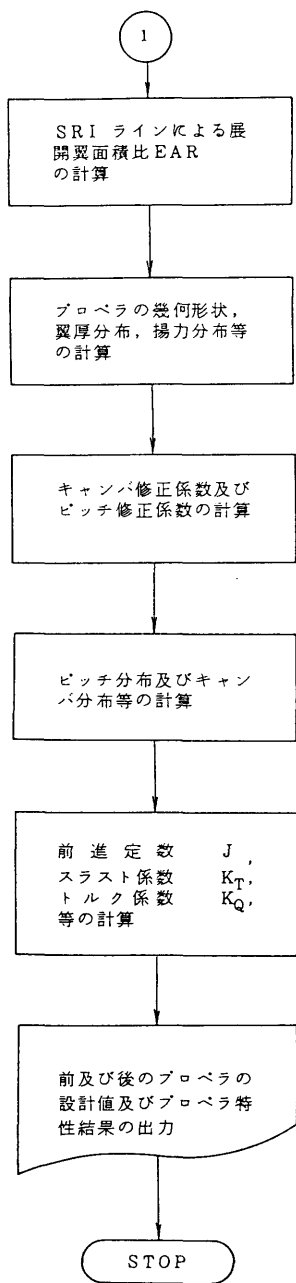 1
SRI ラインによる展
開翼面積比EAR
の計算
プロペラの幾何形状,
翼厚分布, 揚力分布等
の計算
キャンバ修正係数及び
ピッチ修正係数の計算
ピッチ分布及びキャン
バ分布等の計算
前進定数 J,
スラスト係数 KT,
トルク係数 KQ,
等の計算
前及び後のプロペラの
設計値及びプロペラ特
性結果の出力
STOP